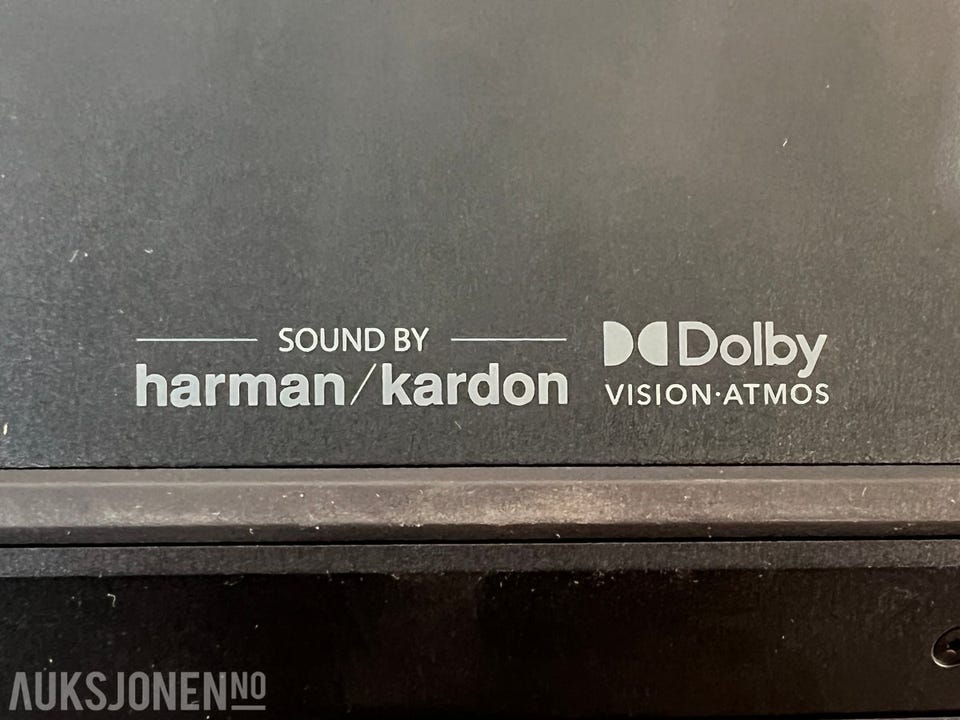 SOUND BY
harman/kardon
Dolby
VISION·ATMOS
AUKSJONEN NO